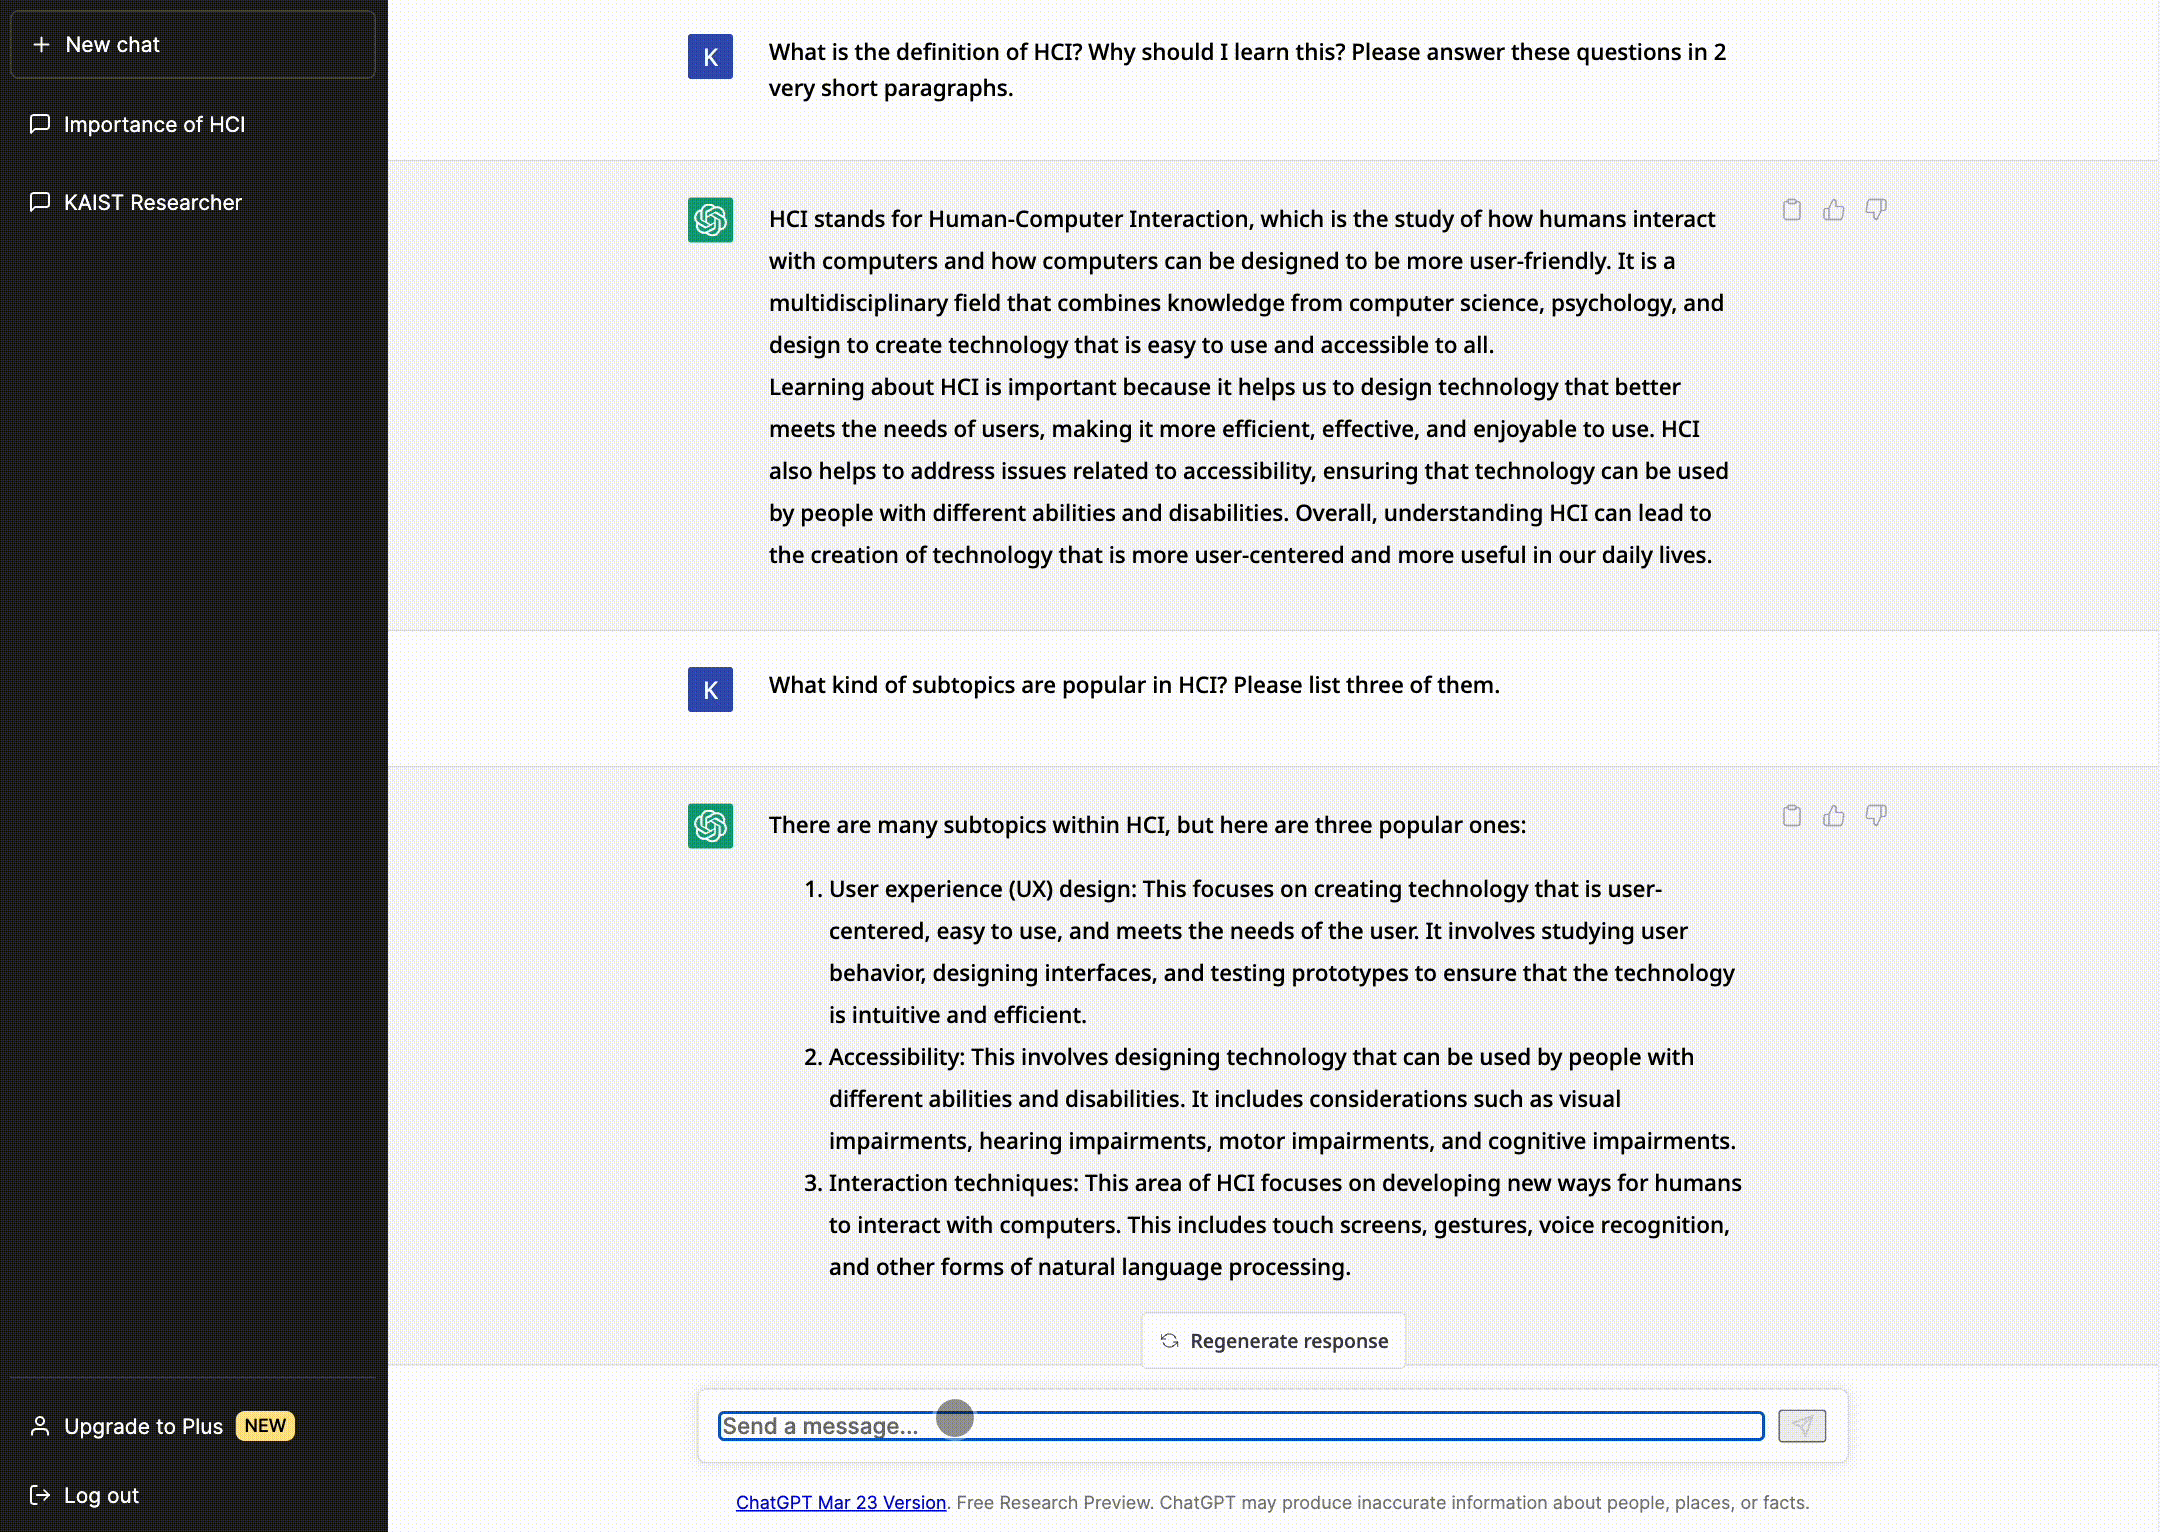 New chat
Importance of HCI
KAIST Researcher
Upgrade to Plus NEW
Log out
K
What is the definition of HCI? Why should I learn this? Please answer these questions in 2
very short paragraphs.
HCI stands for Human-Computer Interaction, which is the study of how humans interact
with computers and how computers can be designed to be more user-friendly. It is a
multidisciplinary field that combines knowledge from computer science, psychology, and
design to create technology that is easy to use and accessible to all.
Learning about HCI is important because it helps us to design technology that better
meets the needs of users, making it more efficient, effective, and enjoyable to use. HCI
also helps to address issues related to accessibility, ensuring that technology can be used
by people with different abilities and disabilities. Overall, understanding HCI can lead to
the creation of technology that is more user-centered and more useful in our daily lives.
K
What kind of subtopics are popular in HCI? Please list three of them.
There are many subtopics within HCI, but here are three popular ones:
1. User experience (UX) design: This focuses on creating technology that is user-
centered, easy to use, and meets the needs of the user. It involves studying user
behavior, designing interfaces, and testing prototypes to ensure that the technology
is intuitive and efficient.
2. Accessibility: This involves designing technology that can be used by people with
different abilities and disabilities. It includes considerations such as visual
impairments, hearing impairments, motor impairments, and cognitive impairments.
3. Interaction techniques: This area of HCI focuses on developing new ways for humans
to interact with computers. This includes touch screens, gestures, voice recognition,
and other forms of natural language processing.
Regenerate response
Send a message...
ChatGPT Mar 23 Version. Free Research Preview. ChatGPT may produce inaccurate information about people, places, or facts.